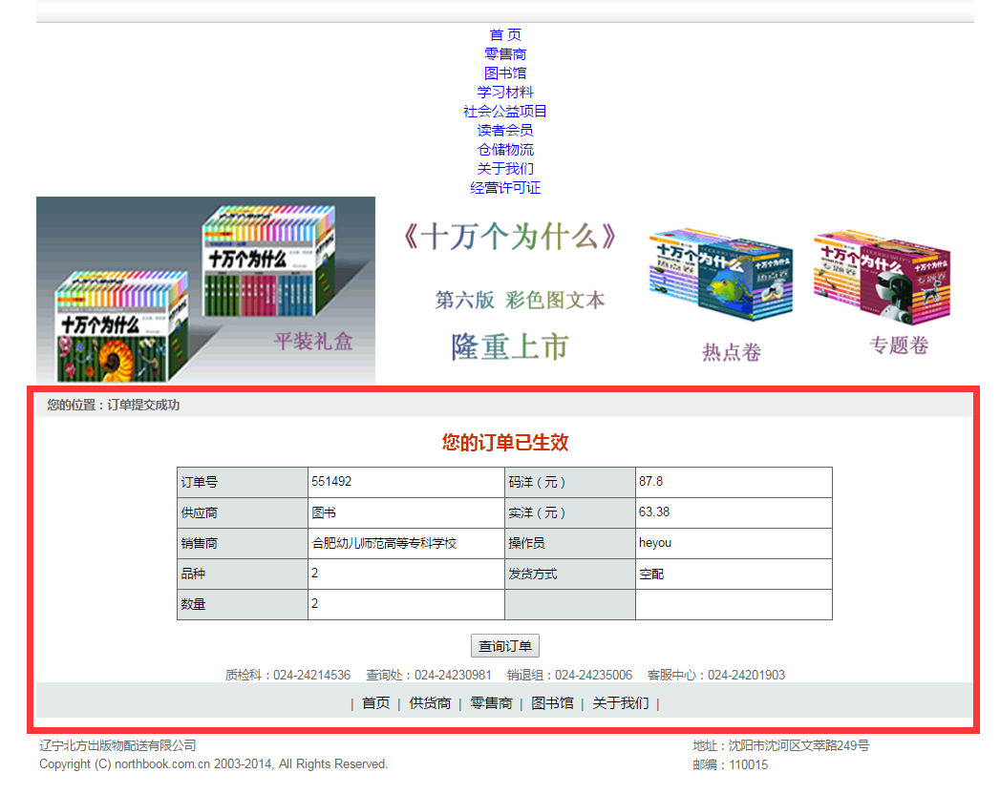 首 页
零售商
图书馆
学习材料
社会公益项目
读者会员
仓储物流
关于我们
经营许可证
十万个为什么
十万个为什么
平装礼盒
《十万个为什么》
第六版 彩色图文本
隆重上市
十万个为什么
热点卷
十万个为什么
专题卷
您的位置：订单提交成功
您的订单已生效
订单号 551492 码洋（元） 87.8
供应商 图书 实洋（元） 63.38
销售商 合肥幼儿师范高等专科学校 操作员 heyou
品种 2 发货方式 空配
数量 2
查询订单
质检科：024-24214536 查询处：024-24230981 销退组：024-24235006 客服中心：024-24201903
| 首页 | 供货商 | 零售商 | 图书馆 | 关于我们 |
辽宁北方出版物配送有限公司 地址：沈阳市沈河区文萃路249号
Copyright (C) northbook.com.cn 2003-2014, All Rights Reserved. 邮编：110015